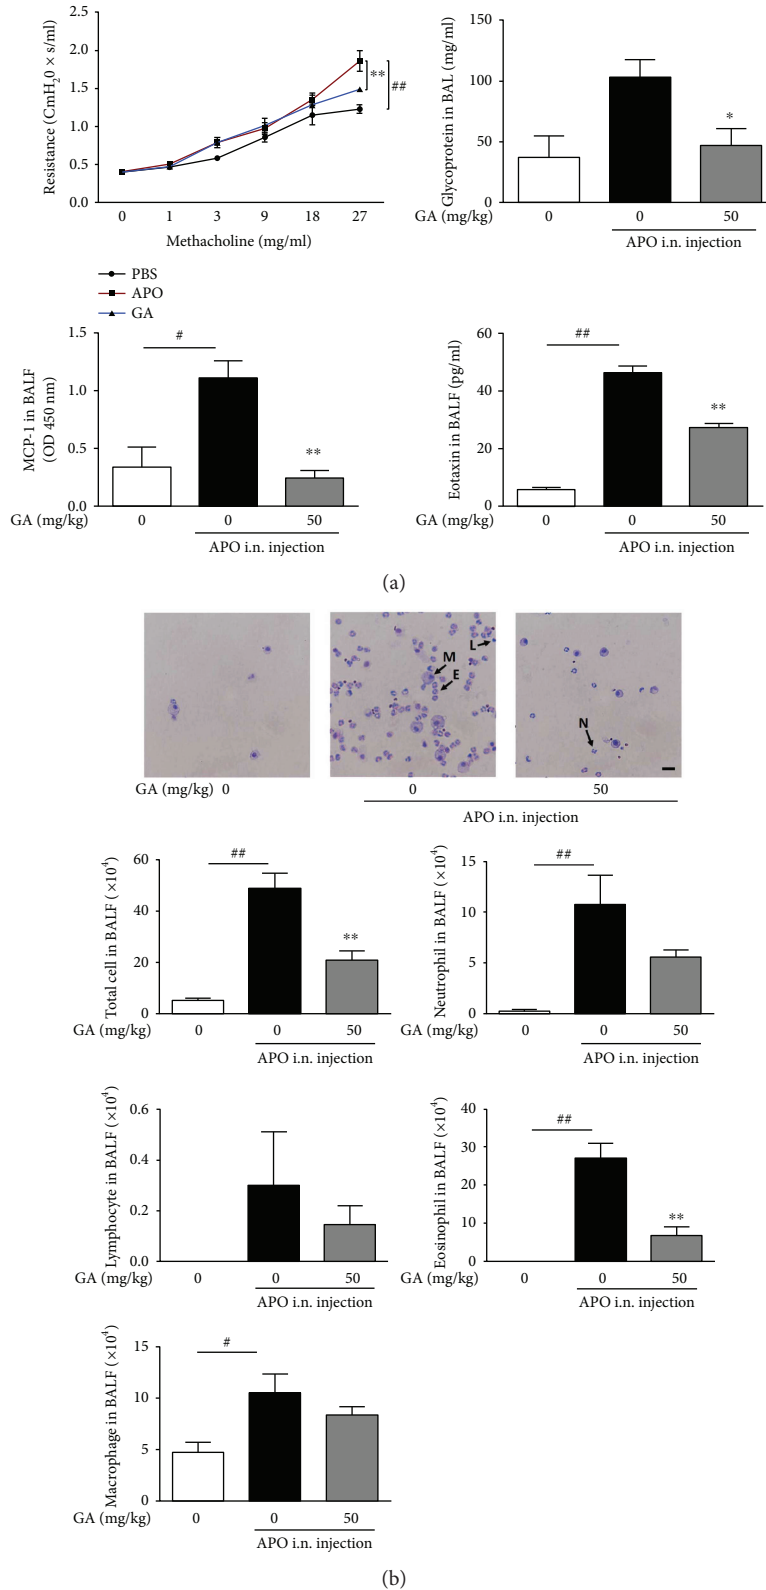 2.5
2.0
1.5
1.0
0.5
0.0
Resistance (CmH20 × s/ml)
** ##
0 1 3 9 18 27
Methacholine (mg/ml)
PBS
APO
GA
150
100
50
0
Glycoprotein in BAL (mg/ml)
*
GA (mg/kg) 0 0 50
APO i.n. injection
1.5
1.0
0.5
0.0
MCP-1 in BALF
(OD 450 nm)
#
**
GA (mg/kg) 0 0 50
APO i.n. injection
60
40
20
0
Eotaxin in BALF (pg/ml)
##
**
GA (mg/kg) 0 0 50
APO i.n. injection
(a)
L
M
E
N
GA (mg/kg) 0 0 50
APO i.n. injection
60
40
20
0
Total cell in BALF (×10⁴)
##
**
GA (mg/kg) 0 0 50
APO i.n. injection
15
10
5
0
Neutrophil in BALF (×10⁴)
##
GA (mg/kg) 0 0 50
APO i.n. injection
0.6
0.4
0.2
0.0
Lymphocyte in BALF (×10⁴)
GA (mg/kg) 0 0 50
APO i.n. injection
40
30
20
10
0
Eosinophil in BALF (×10⁴)
##
**
GA (mg/kg) 0 0 50
APO i.n. injection
15
10
5
0
Macrophage in BALF (×10⁴)
#
GA (mg/kg) 0 0 50
APO i.n. injection
(b)